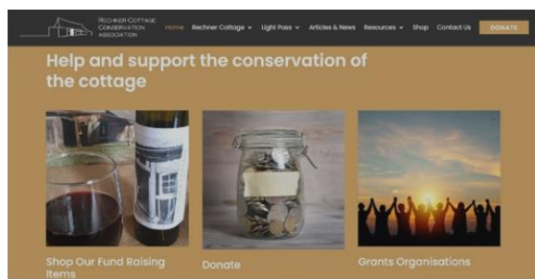 RECHNER COTTAGE
CONSERVATION
ASSOCIATION
Home Rechner Cottage Light Pass Articles & News Resources Shop Contact Us DONATE
Help and support the conservation of
the cottage
Shop Our Fund Raising
Items
Donate
Grants Organisations